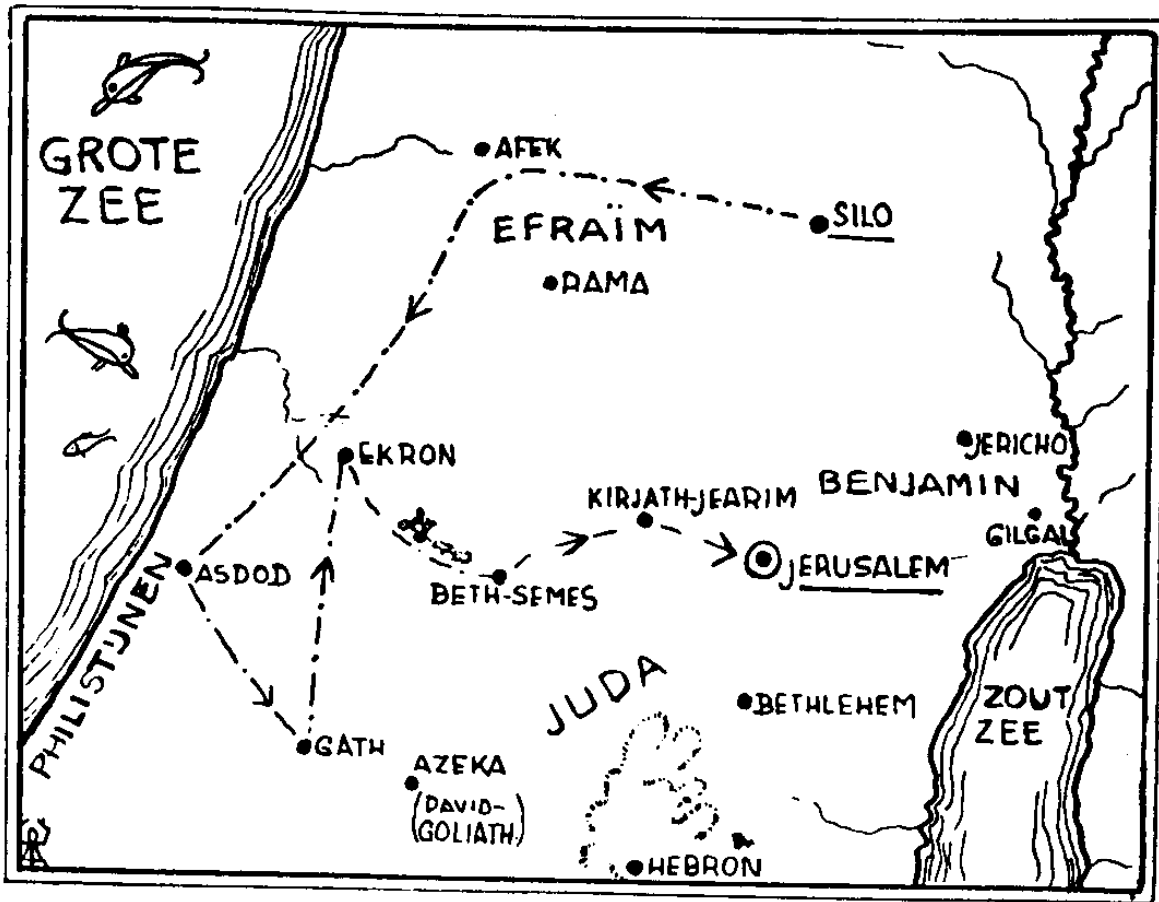 GROTE
ZEE
AFEK
SILO
EFRAÏM
RAMA
EKRON
JERICHO
BENJAMIN
KIRJATH-JEARIM
GILGAL
JERUSALEM
ASDOD
BETH-SEMES
PHILISTIJNEN
JUDA
BETHLEHEM
ZOUT
ZEE
GATH
AZEKA
(DAVID-
GOLIATH)
HEBRON